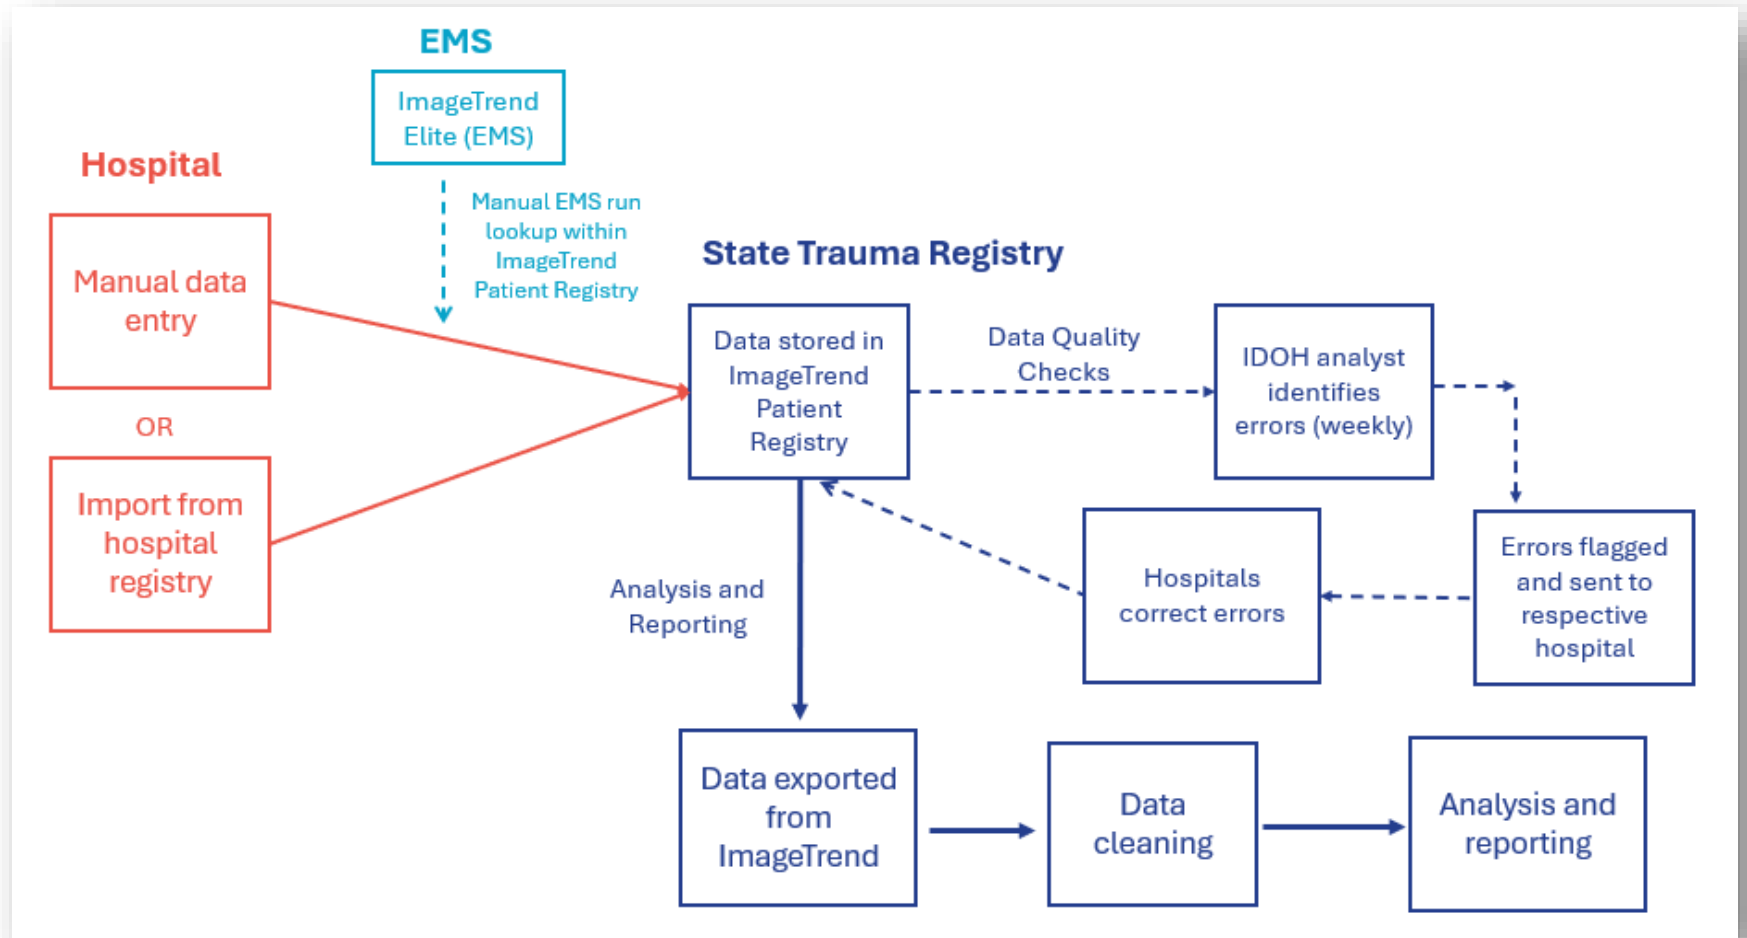 EMS
ImageTrend
Elite (EMS)
Hospital
Manual EMS run
lookup within
ImageTrend
Patient Registry
Manual data
entry
OR
Import from
hospital
registry
State Trauma Registry
Data stored in
ImageTrend
Patient
Registry
Data Quality
Checks
IDOH analyst
identifies
errors (weekly)
Errors flagged
and sent to
respective
hospital
Hospitals
correct errors
Analysis and
Reporting
Data exported
from
ImageTrend
Data
cleaning
Analysis and
reporting